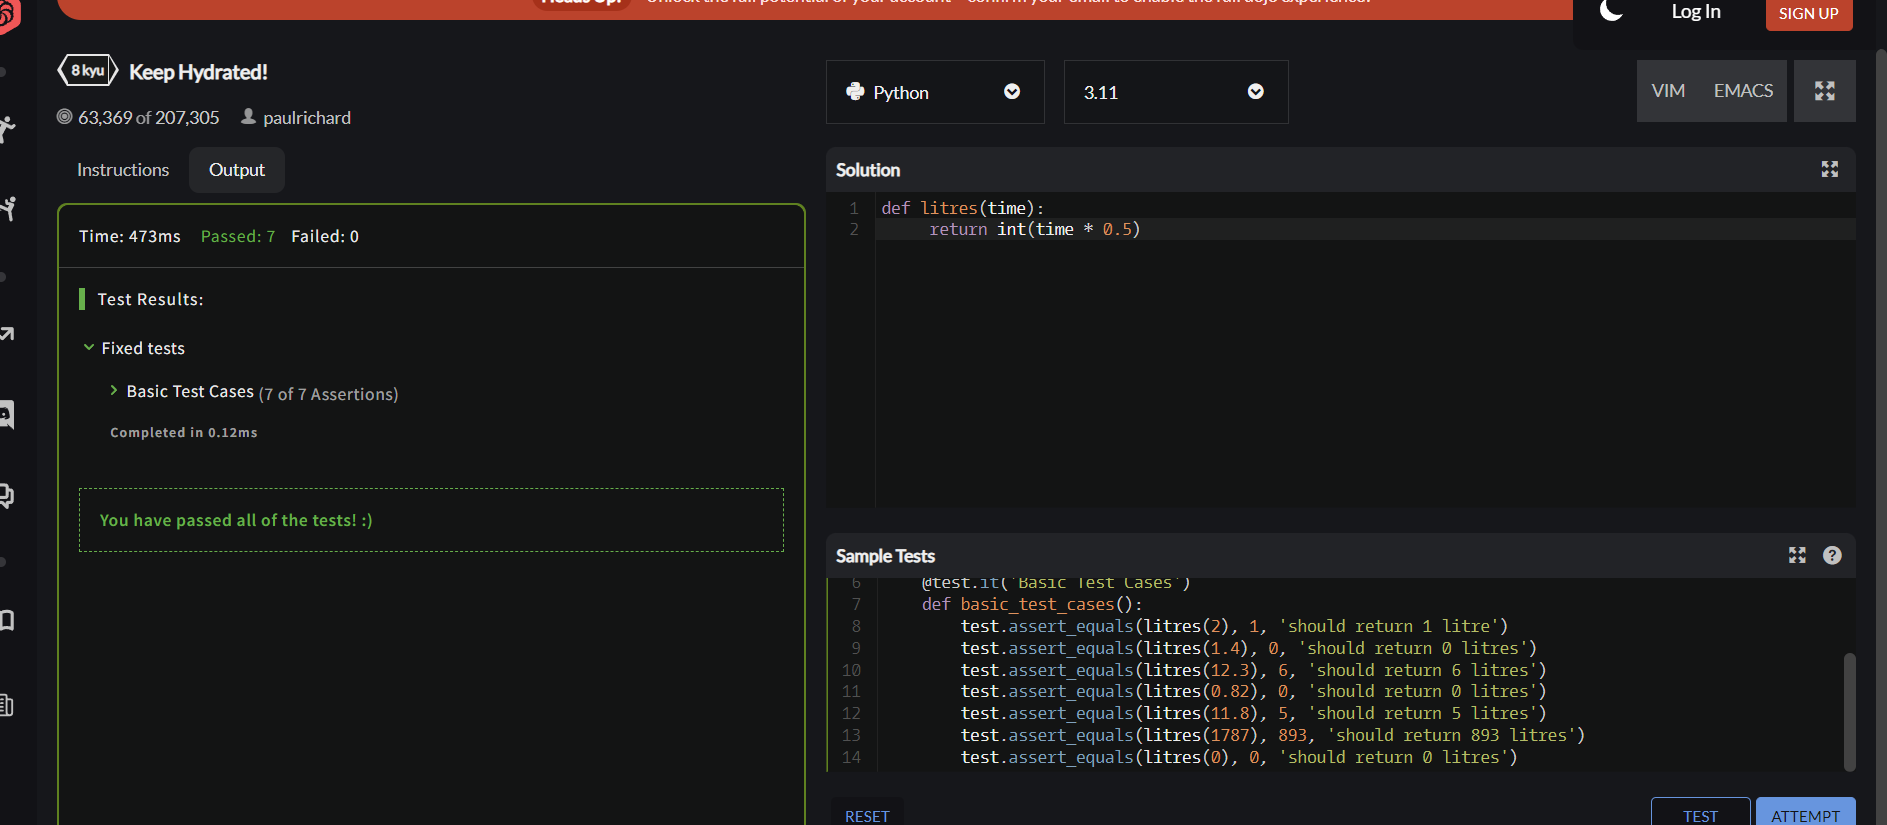 Heads Up! Unlock the full potential of your account - confirm your email to enable the full dojo experience.
Log In
SIGN UP
8 kyu
Keep Hydrated!
63,369 of 207,305
paulrichard
Instructions
Output
Time: 473ms Passed: 7 Failed: 0
Test Results:
Fixed tests
Basic Test Cases (7 of 7 Assertions)
Completed in 0.12ms
You have passed all of the tests! :)
Python
3.11
VIM
EMACS
Solution
1 def litres(time):
2 return int(time * 0.5)
Sample Tests
?
6 @test.it('Basic Test Cases')
7 def basic_test_cases():
8 test.assert_equals(litres(2), 1, 'should return 1 litre')
9 test.assert_equals(litres(1.4), 0, 'should return 0 litres')
10 test.assert_equals(litres(12.3), 6, 'should return 6 litres')
11 test.assert_equals(litres(0.82), 0, 'should return 0 litres')
12 test.assert_equals(litres(11.8), 5, 'should return 5 litres')
13 test.assert_equals(litres(1787), 893, 'should return 893 litres')
14 test.assert_equals(litres(0), 0, 'should return 0 litres')
RESET
TEST
ATTEMPT